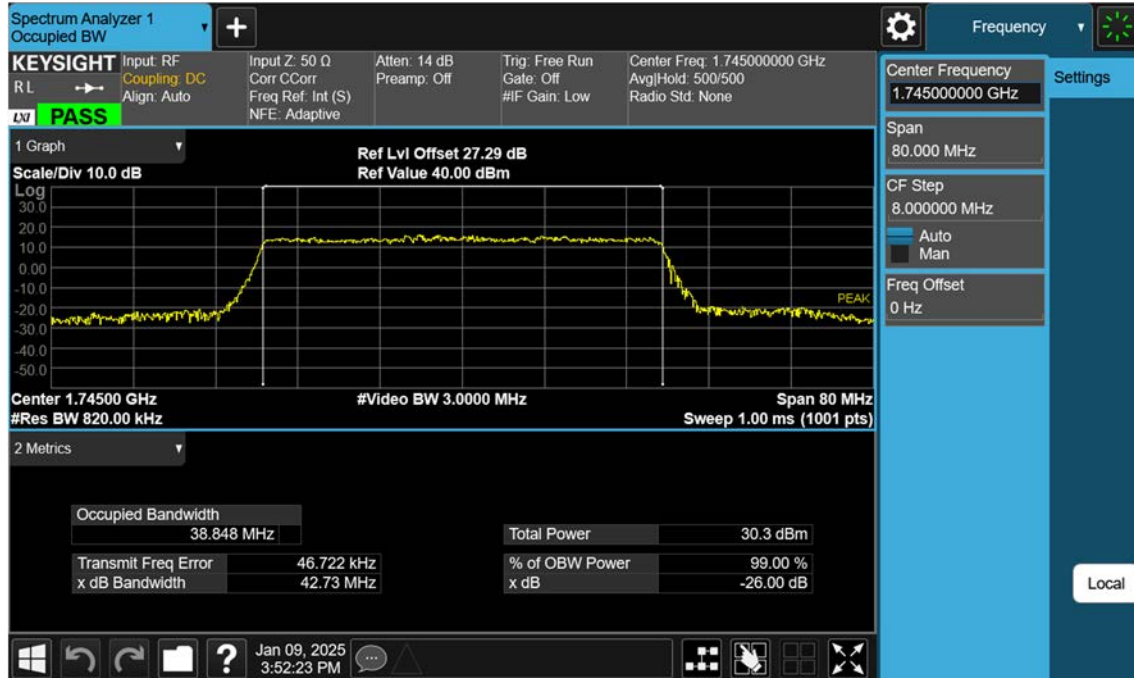 Spectrum Analyzer 1
Occupied BW
Frequency
KEYSIGHT
RL
LXI
PASS
Input: RF
Coupling: DC
Align: Auto
Input Z: 50 Ω
Corr CCorr
Freq Ref: Int (S)
NFE: Adaptive
Atten: 14 dB
Preamp: Off
Trig: Free Run
Gate: Off
#IF Gain: Low
Center Freq: 1.745000000 GHz
Avg|Hold: 500/500
Radio Std: None
Center Frequency
1.745000000 GHz
Settings
Span
80.000 MHz
CF Step
8.000000 MHz
Auto
Man
Freq Offset
0 Hz
Local
1 Graph
Scale/Div 10.0 dB
Ref Lvl Offset 27.29 dB
Ref Value 40.00 dBm
Log
30.0
20.0
10.0
0.00
-10.0
-20.0
-30.0
-40.0
-50.0
PEAK
Center 1.74500 GHz
#Video BW 3.0000 MHz
Span 80 MHz
#Res BW 820.00 kHz
Sweep 1.00 ms (1001 pts)
2 Metrics
Occupied Bandwidth
38.848 MHz
Total Power 30.3 dBm
Transmit Freq Error 46.722 kHz
% of OBW Power 99.00 %
x dB Bandwidth 42.73 MHz
x dB -26.00 dB
?
Jan 09, 2025
3:52:23 PM